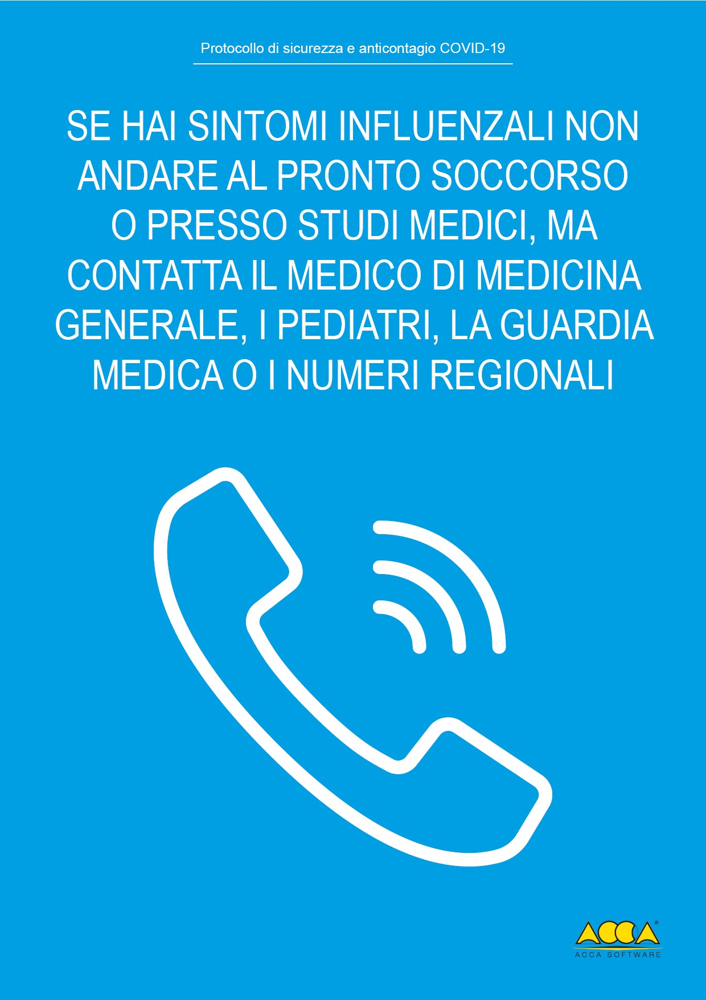 Protocollo di sicurezza e anticontagio COVID-19
SE HAI SINTOMI INFLUENZALI NON
ANDARE AL PRONTO SOCCORSO
O PRESSO STUDI MEDICI, MA
CONTATTA IL MEDICO DI MEDICINA
GENERALE, I PEDIATRI, LA GUARDIA
MEDICA O I NUMERI REGIONALI
ACCA®
ACCA SOFTWARE